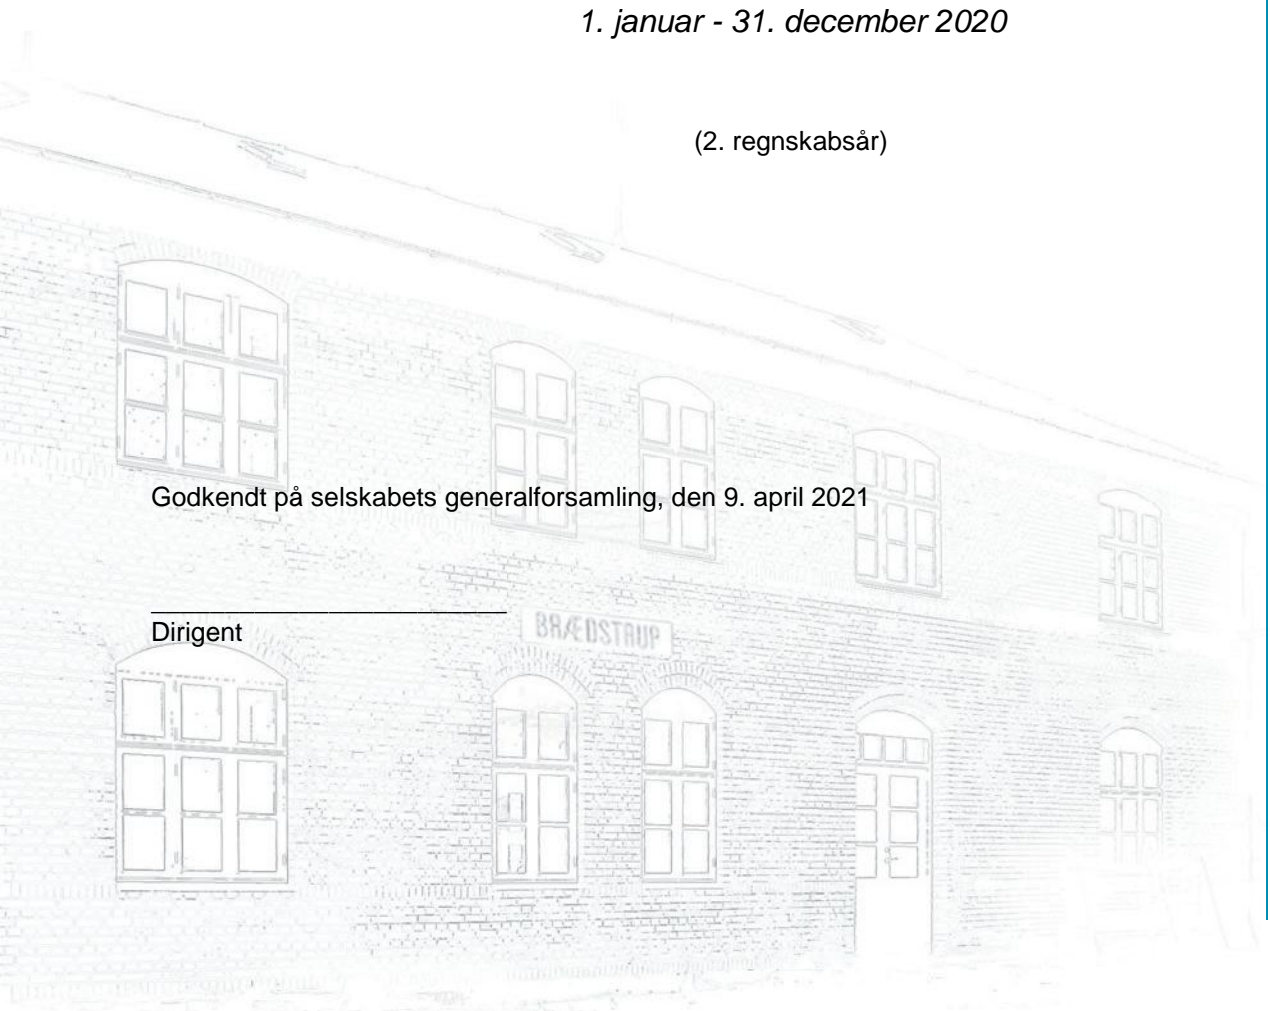 1. januar - 31. december 2020
(2. regnskabsår)
Godkendt på selskabets generalforsamling, den 9. april 2021
Dirigent
BRÆDSTRUP